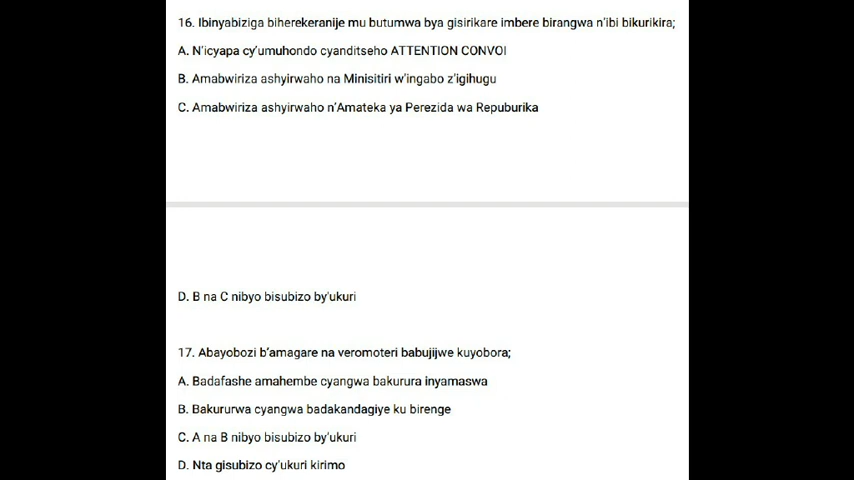 16. Ibinyabiziga biherekeranije mu butumwa bya gisirikare imbere birangwa n'ibi bikurikira;
A. N'icyapa cy'umuhondo cyanditseho ATTENTION CONVOI
B. Amabwiriza ashyirwaho na Minisitiri w'ingabo z'igihugu
C. Amabwiriza ashyirwaho n'Amateka ya Perezida wa Repuburika
D. B na C nibyo bisubizo by'ukuri
17. Abayobozi b'amagare na veromoteri babujijwe kuyobora;
A. Badafashe amahembe cyangwa bakurura inyamaswa
B. Bakururwa cyangwa badakandagiye ku birenge
C. A na B nibyo bisubizo by'ukuri
D. Nta gisubizo cy'ukuri kirimo